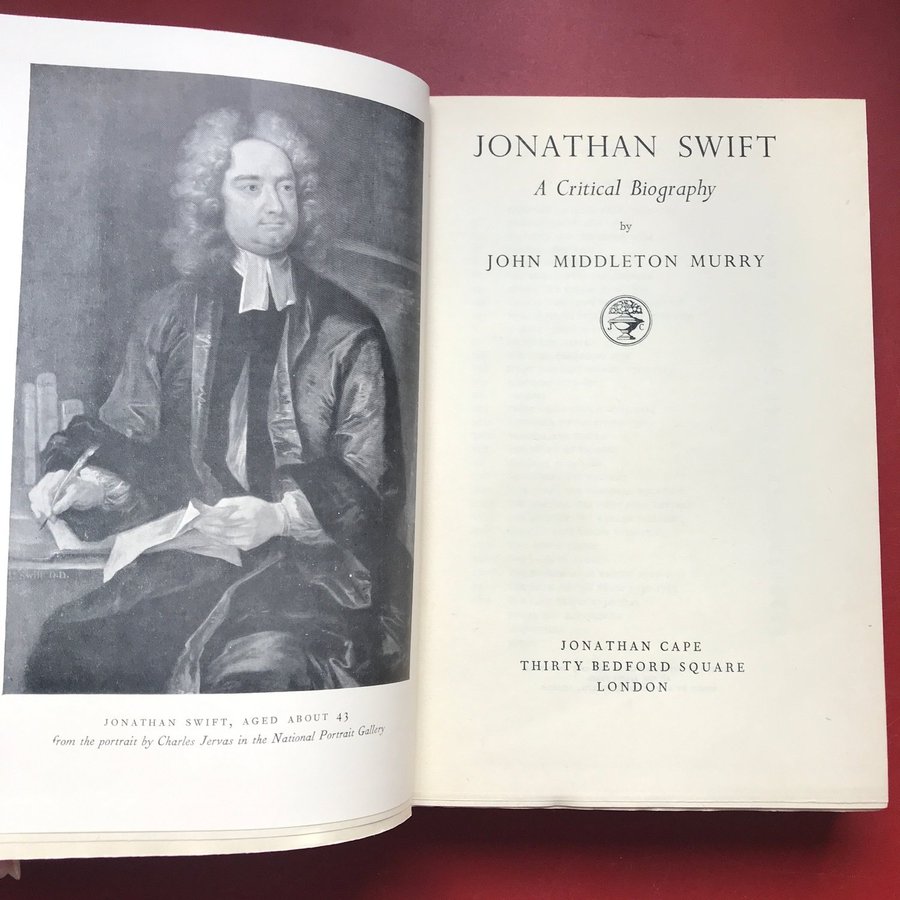 JONATHAN SWIFT, AGED ABOUT 43
from the portrait by Charles Jervas in the National Portrait Gallery
JONATHAN SWIFT
A Critical Biography
by
JOHN MIDDLETON MURRY
J C
JONATHAN CAPE
THIRTY BEDFORD SQUARE
LONDON